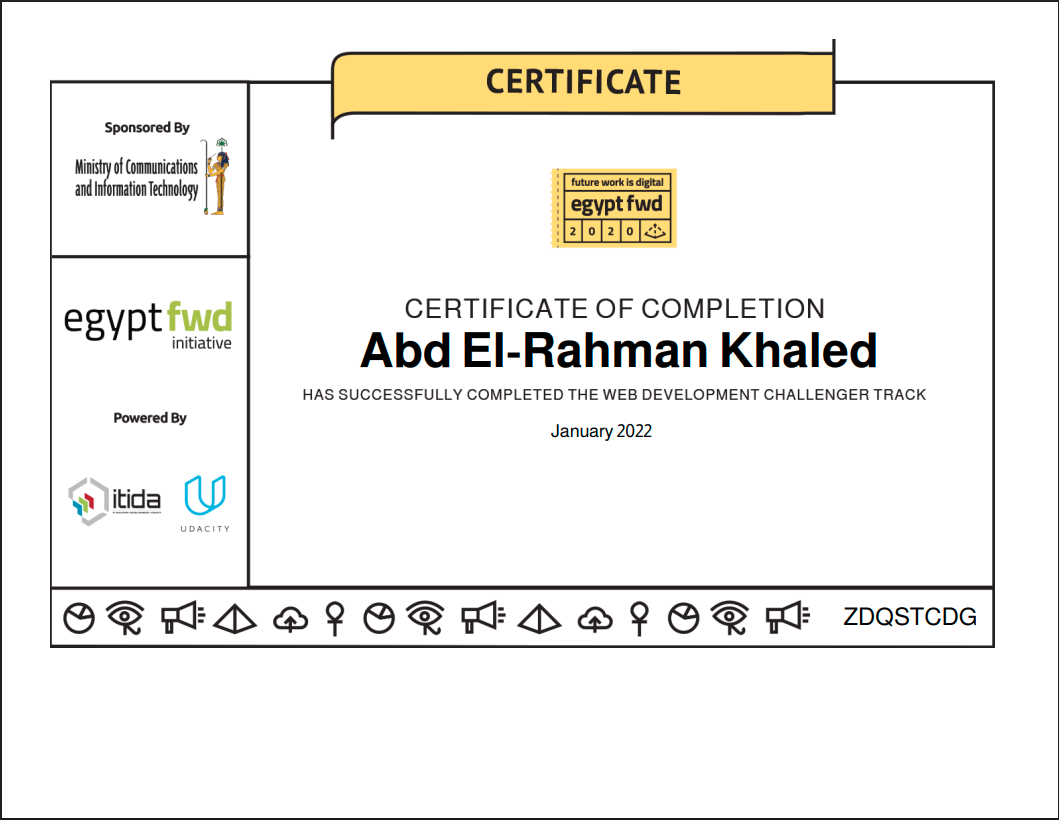 CERTIFICATE
Sponsored By
Ministry of Communications
and Information Technology
egypt fwd
initiative
Powered By
itida
UDACITY
future work is digital
egypt fwd
2 0 2 0
CERTIFICATE OF COMPLETION
Abd El-Rahman Khaled
HAS SUCCESSFULLY COMPLETED THE WEB DEVELOPMENT CHALLENGER TRACK
January 2022
ZDQSTCDG